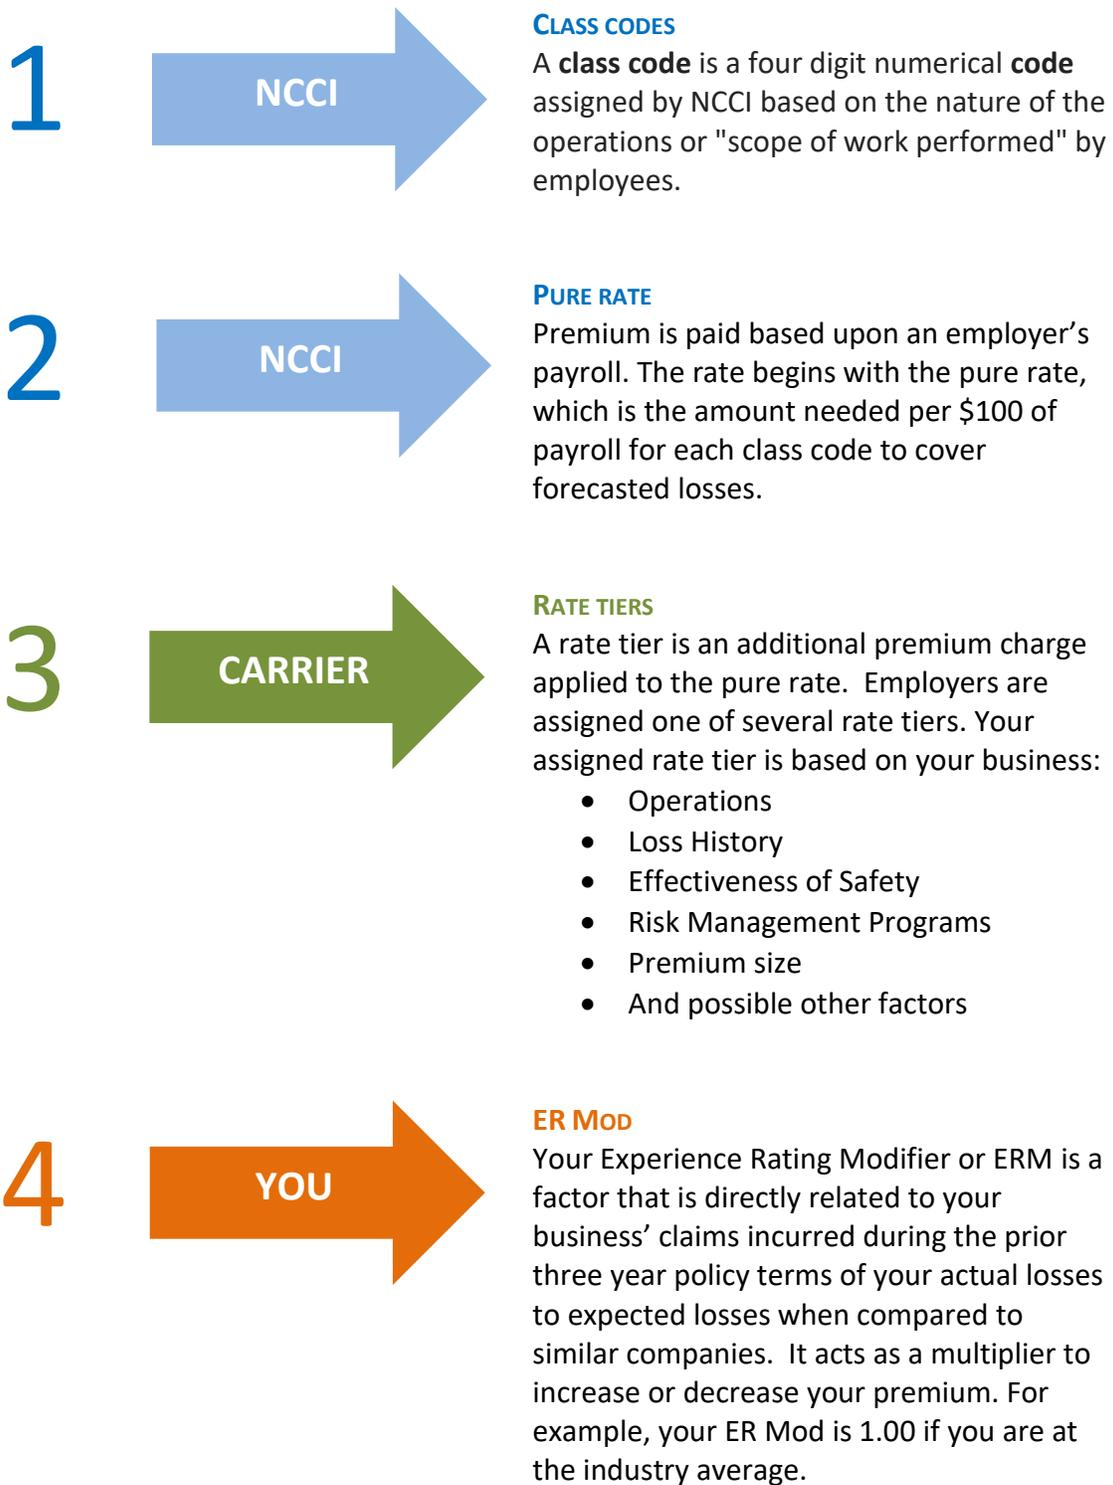 1
NCCI
CLASS CODES
A class code is a four digit numerical code
assigned by NCCI based on the nature of the
operations or "scope of work performed" by
employees.
2
NCCI
PURE RATE
Premium is paid based upon an employer’s
payroll. The rate begins with the pure rate,
which is the amount needed per $100 of
payroll for each class code to cover
forecasted losses.
3
CARRIER
RATE TIERS
A rate tier is an additional premium charge
applied to the pure rate.  Employers are
assigned one of several rate tiers. Your
assigned rate tier is based on your business:
• Operations
• Loss History
• Effectiveness of Safety
• Risk Management Programs
• Premium size
• And possible other factors
4
YOU
ER MOD
Your Experience Rating Modifier or ERM is a
factor that is directly related to your
business’ claims incurred during the prior
three year policy terms of your actual losses
to expected losses when compared to
similar companies.  It acts as a multiplier to
increase or decrease your premium. For
example, your ER Mod is 1.00 if you are at
the industry average.